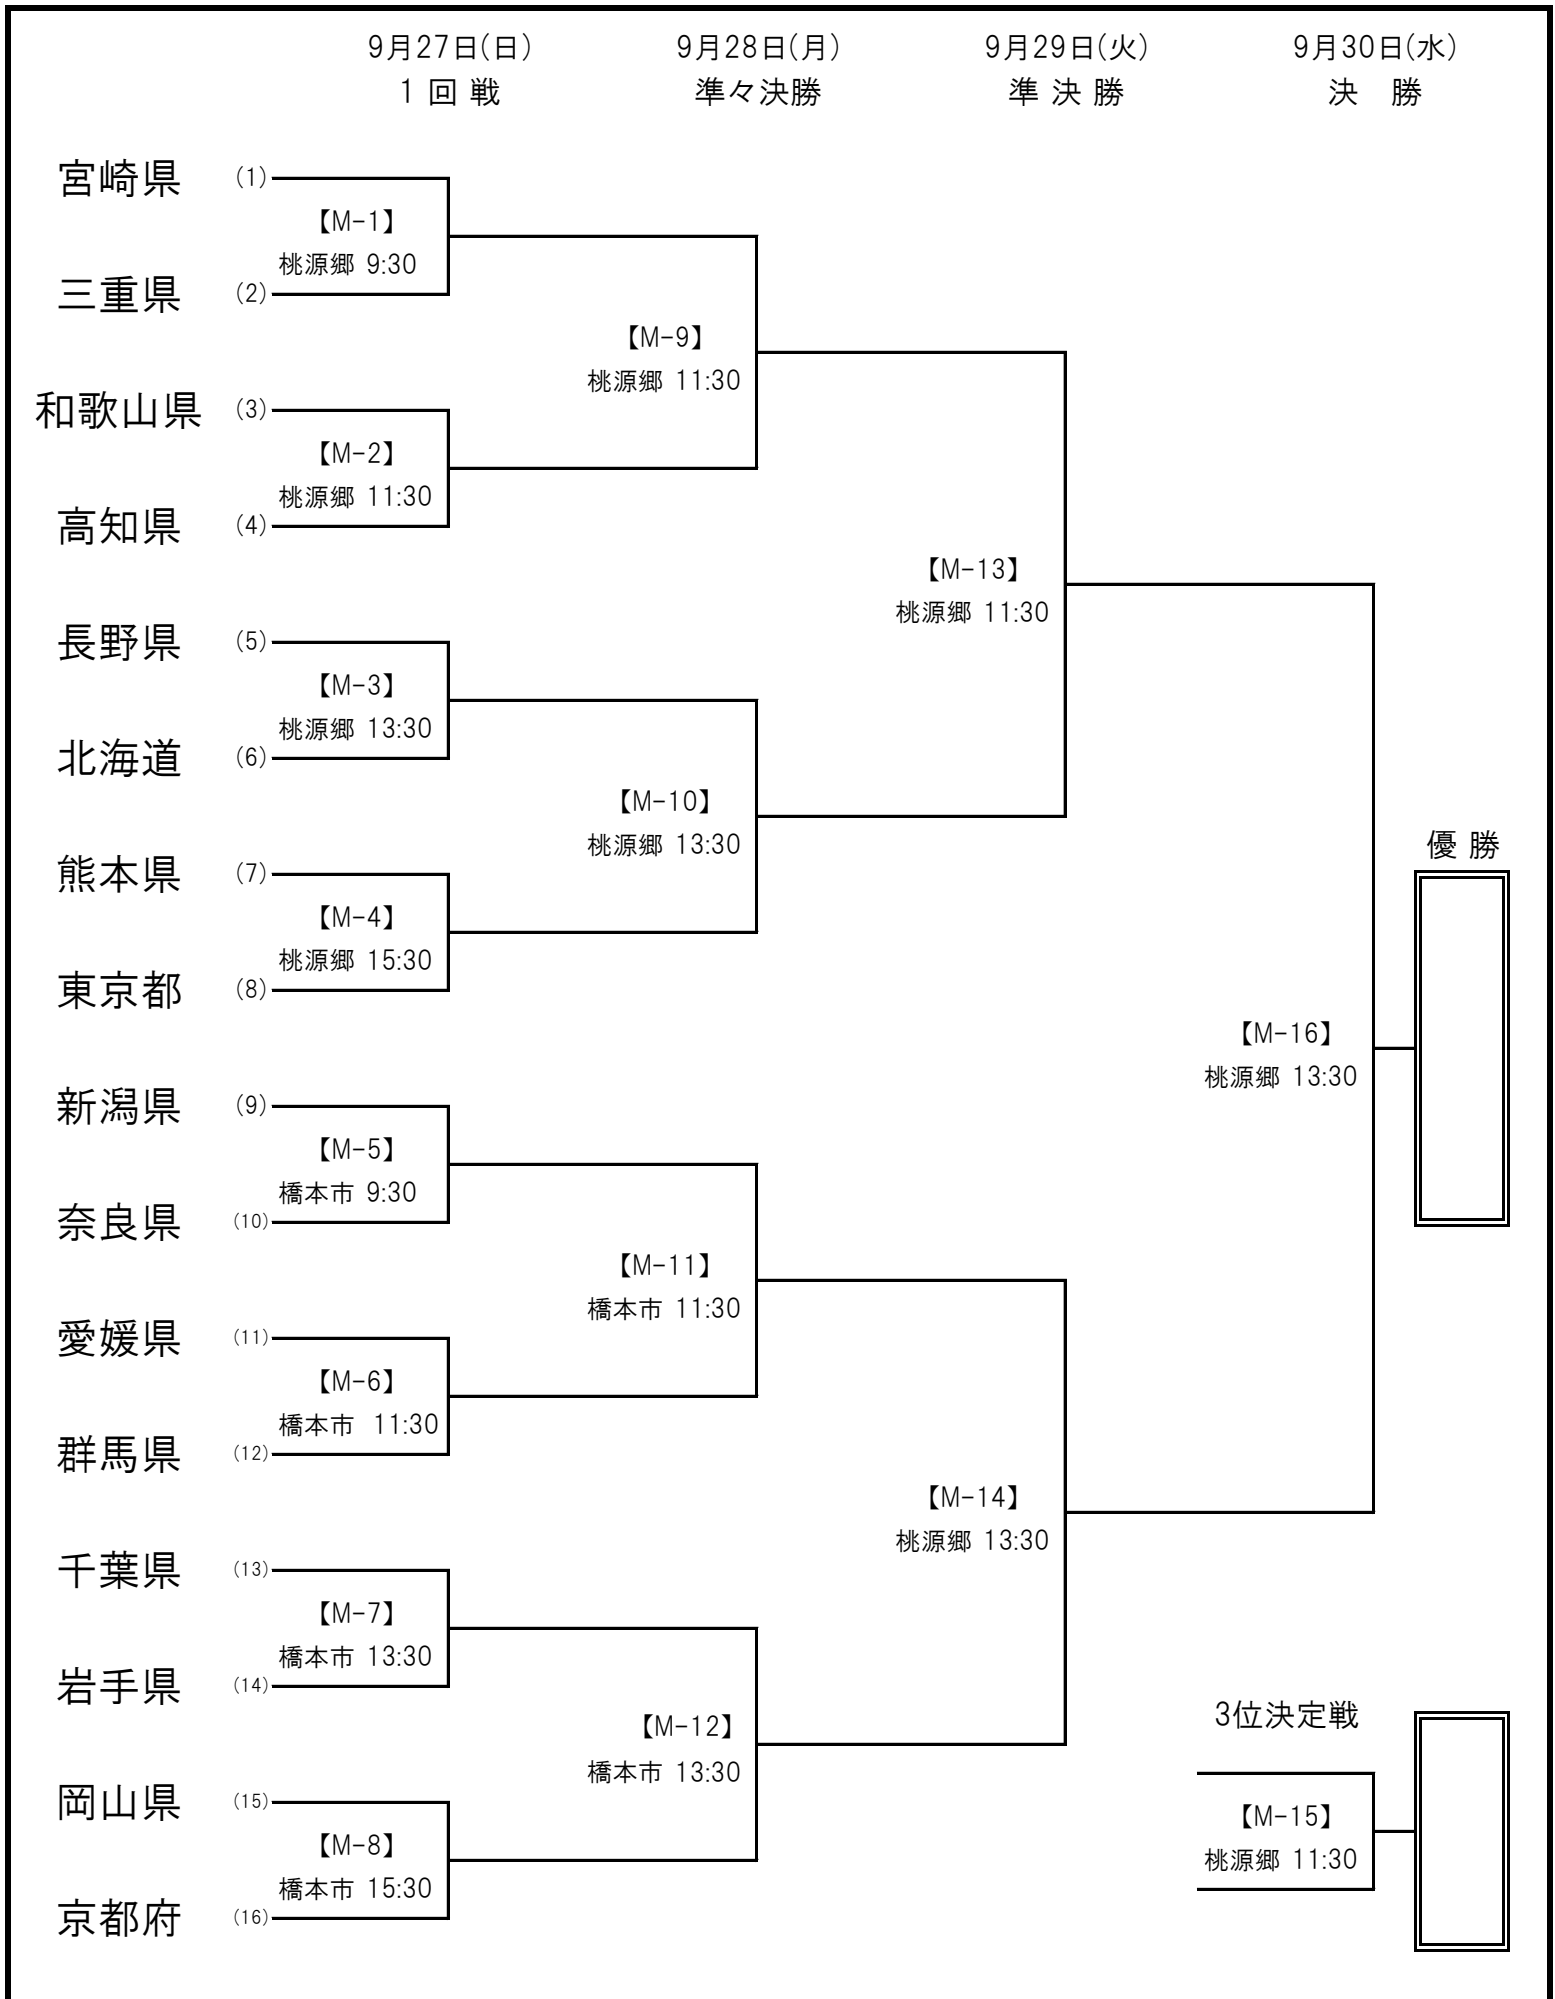 9月27日(日) 9月28日(月) 9月29日(火) 9月30日(水)
1 回 戦 準々決勝 準 決 勝 決 勝
宮崎県 (1)
【M-1】
桃源郷 9:30
三重県 (2)
【M-9】
桃源郷 11:30
和歌山県 (3)
【M-2】
桃源郷 11:30
高知県 (4)
【M-13】
桃源郷 11:30
長野県 (5)
【M-3】
桃源郷 13:30
北海道 (6)
【M-10】
桃源郷 13:30
優 勝
熊本県 (7)
【M-4】
桃源郷 15:30
東京都 (8)
【M-16】
桃源郷 13:30
新潟県 (9)
【M-5】
橋本市 9:30
奈良県 (10)
【M-11】
橋本市 11:30
愛媛県 (11)
【M-6】
橋本市 11:30
群馬県 (12)
【M-14】
桃源郷 13:30
千葉県 (13)
【M-7】
橋本市 13:30
岩手県 (14)
3位決定戦
【M-12】
橋本市 13:30
岡山県 (15)
【M-15】
桃源郷 11:30
【M-8】
橋本市 15:30
京都府 (16)